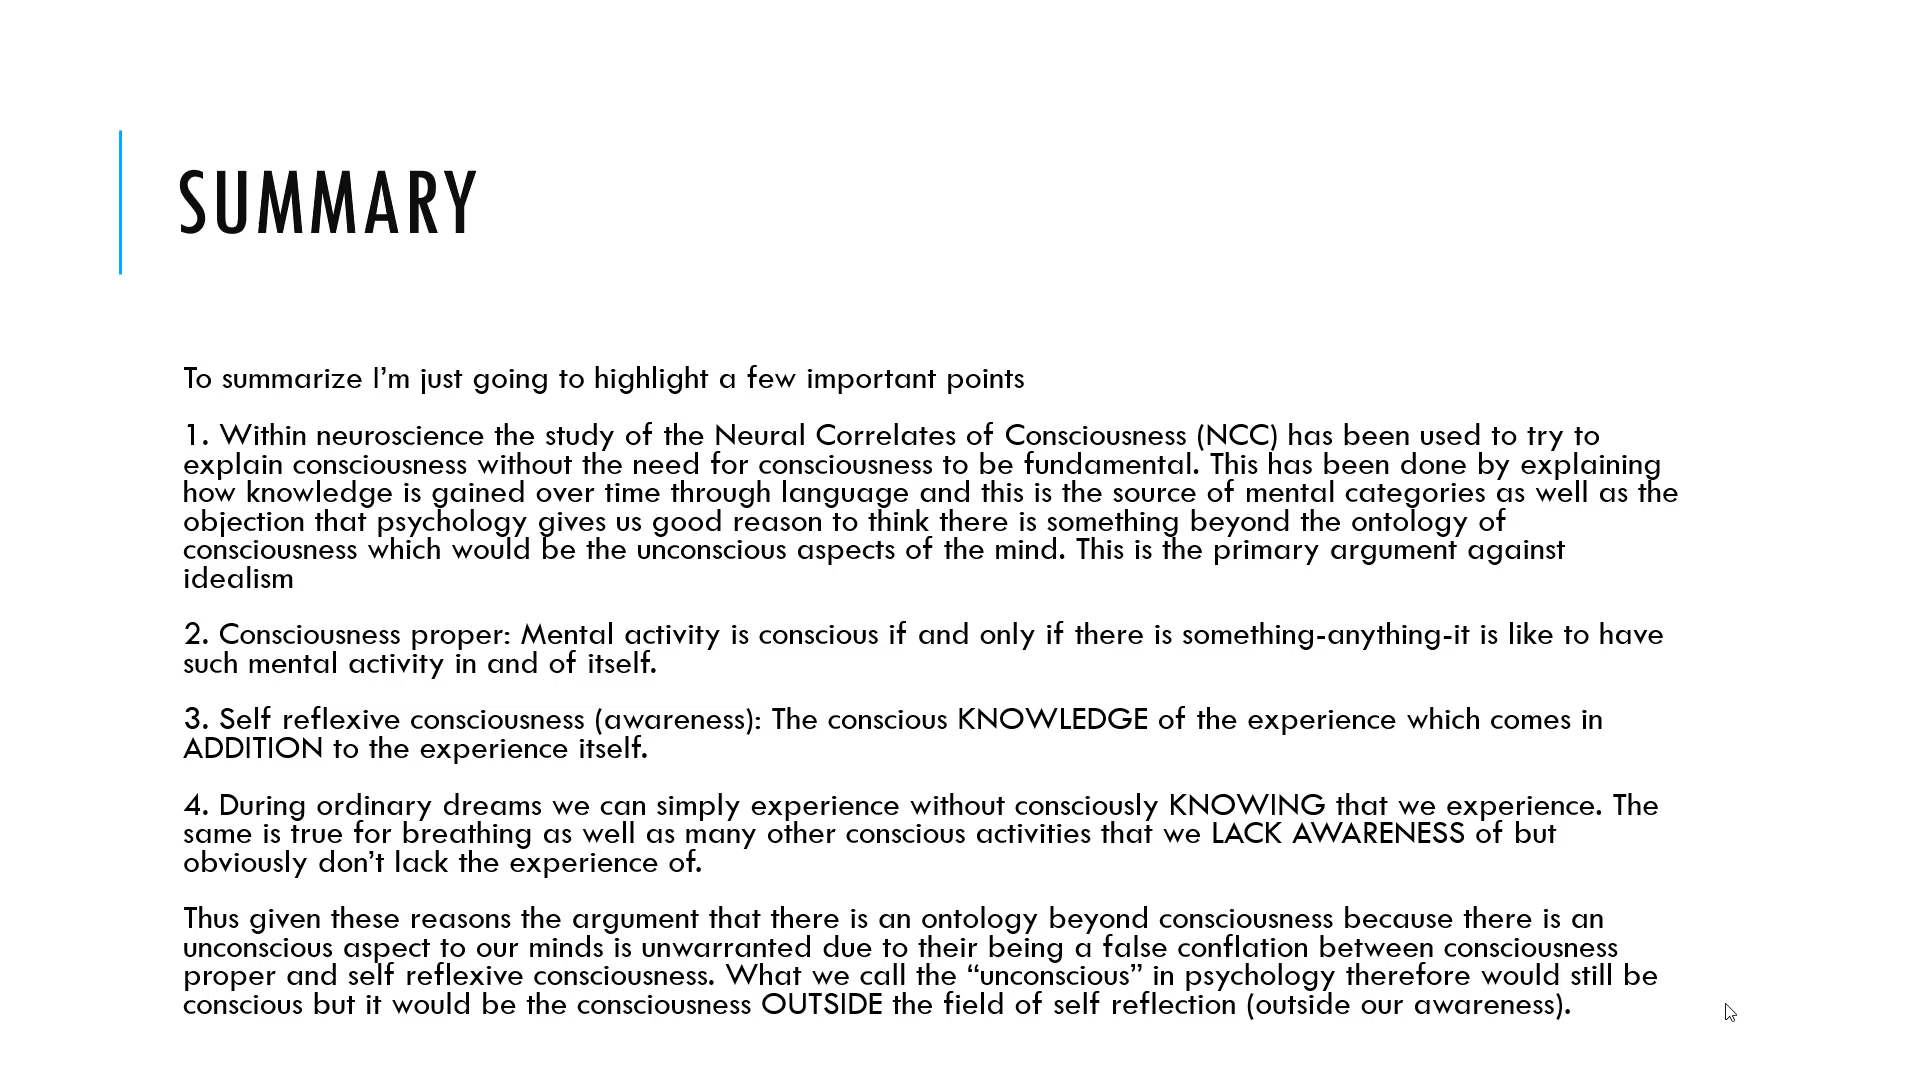 SUMMARY
To summarize I’m just going to highlight a few important points
1. Within neuroscience the study of the Neural Correlates of Consciousness (NCC) has been used to try to
explain consciousness without the need for consciousness to be fundamental. This has been done by explaining
how knowledge is gained over time through language and this is the source of mental categories as well as the
objection that psychology gives us good reason to think there is something beyond the ontology of
consciousness which would be the unconscious aspects of the mind. This is the primary argument against
idealism
2. Consciousness proper: Mental activity is conscious if and only if there is something-anything-it is like to have
such mental activity in and of itself.
3. Self reflexive consciousness (awareness): The conscious KNOWLEDGE of the experience which comes in
ADDITION to the experience itself.
4. During ordinary dreams we can simply experience without consciously KNOWING that we experience. The
same is true for breathing as well as many other conscious activities that we LACK AWARENESS of but
obviously don’t lack the experience of.
Thus given these reasons the argument that there is an ontology beyond consciousness because there is an
unconscious aspect to our minds is unwarranted due to their being a false conflation between consciousness
proper and self reflexive consciousness. What we call the “unconscious” in psychology therefore would still be
conscious but it would be the consciousness OUTSIDE the field of self reflection (outside our awareness).